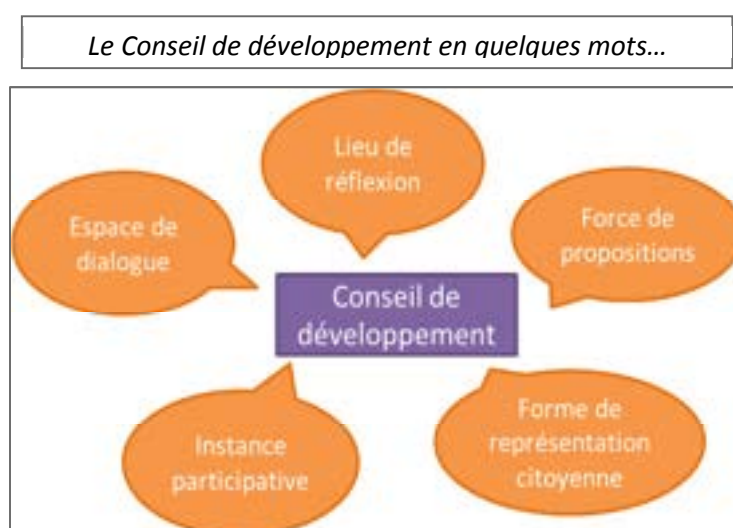 Le Conseil de développement en quelques mots…
Lieu de
réflexion
Espace de
dialogue
Force de
propositions
Conseil de
développement
Instance
participative
Forme de
représentation
citoyenne